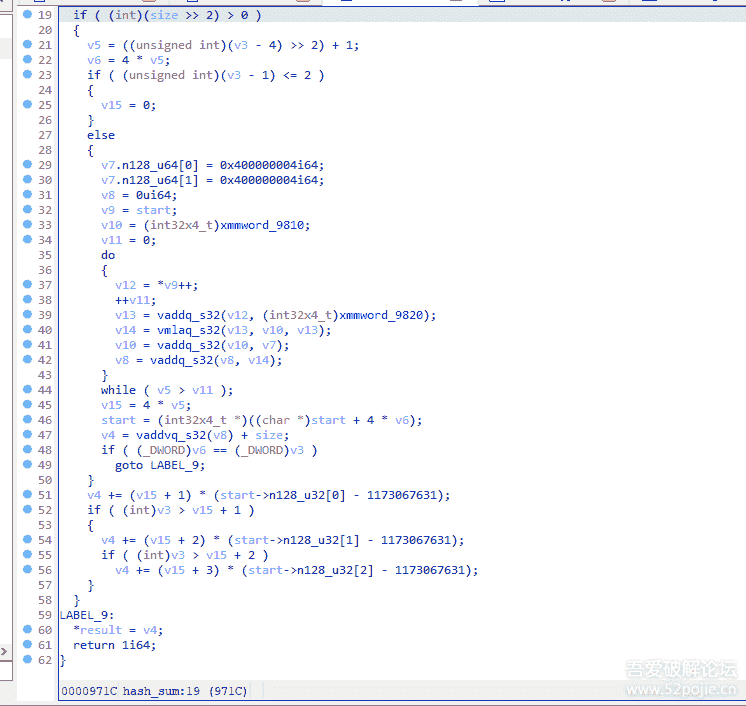 19 if ( (int)(size >> 2) > 0 )
20 {
21 v5 = ((unsigned int)(v3 - 4) >> 2) + 1;
22 v6 = 4 * v5;
23 if ( (unsigned int)(v3 - 1) <= 2 )
24 {
25 v15 = 0;
26 }
27 else
28 {
29 v7.n128_u64[0] = 0x400000004i64;
30 v7.n128_u64[1] = 0x400000004i64;
31 v8 = 0ui64;
32 v9 = start;
33 v10 = (int32x4_t)xmmword_9810;
34 v11 = 0;
35 do
36 {
37 v12 = *v9++;
38 ++v11;
39 v13 = vaddq_s32(v12, (int32x4_t)xmmword_9820);
40 v14 = vmlaq_s32(v13, v10, v13);
41 v10 = vaddq_s32(v10, v7);
42 v8 = vaddq_s32(v8, v14);
43 }
44 while ( v5 > v11 );
45 v15 = 4 * v5;
46 start = (int32x4_t *)((char *)start + 4 * v6);
47 v4 = vaddvq_s32(v8) + size;
48 if ( (_DWORD)v6 == (_DWORD)v3 )
49 goto LABEL_9;
50 }
51 v4 += (v15 + 1) * (start->n128_u32[0] - 1173067631);
52 if ( (int)v3 > v15 + 1 )
53 {
54 v4 += (v15 + 2) * (start->n128_u32[1] - 1173067631);
55 if ( (int)v3 > v15 + 2 )
56 v4 += (v15 + 3) * (start->n128_u32[2] - 1173067631);
57 }
58 }
59 LABEL_9:
60 *result = v4;
61 return 1i64;
62 }
0000971C hash_sum:19 (971C)
吾爱破解论坛
www.52pojie.cn